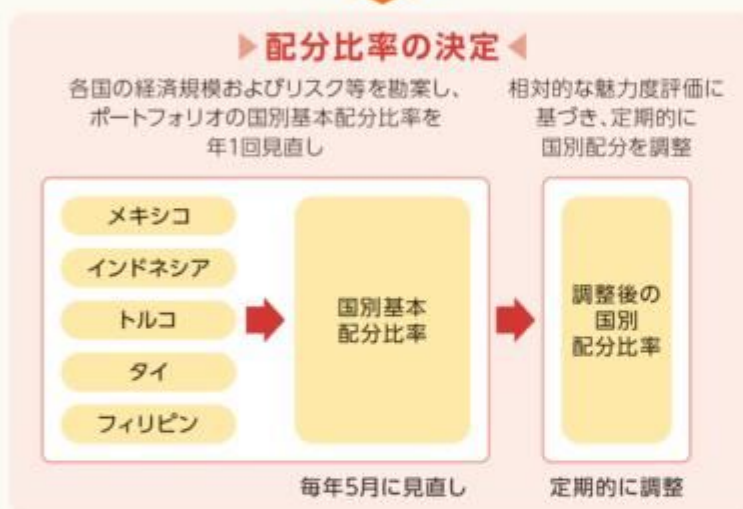 配分比率の決定
各国の経済規模およびリスク等を勘案し、
ポートフォリオの国別基本配分比率を
年1回見直し
相対的な魅力度評価に
基づき、定期的に
国別配分を調整
メキシコ
インドネシア
トルコ
タイ
フィリピン
国別基本
配分比率
調整後の
国別
配分比率
毎年5月に見直し
定期的に調整